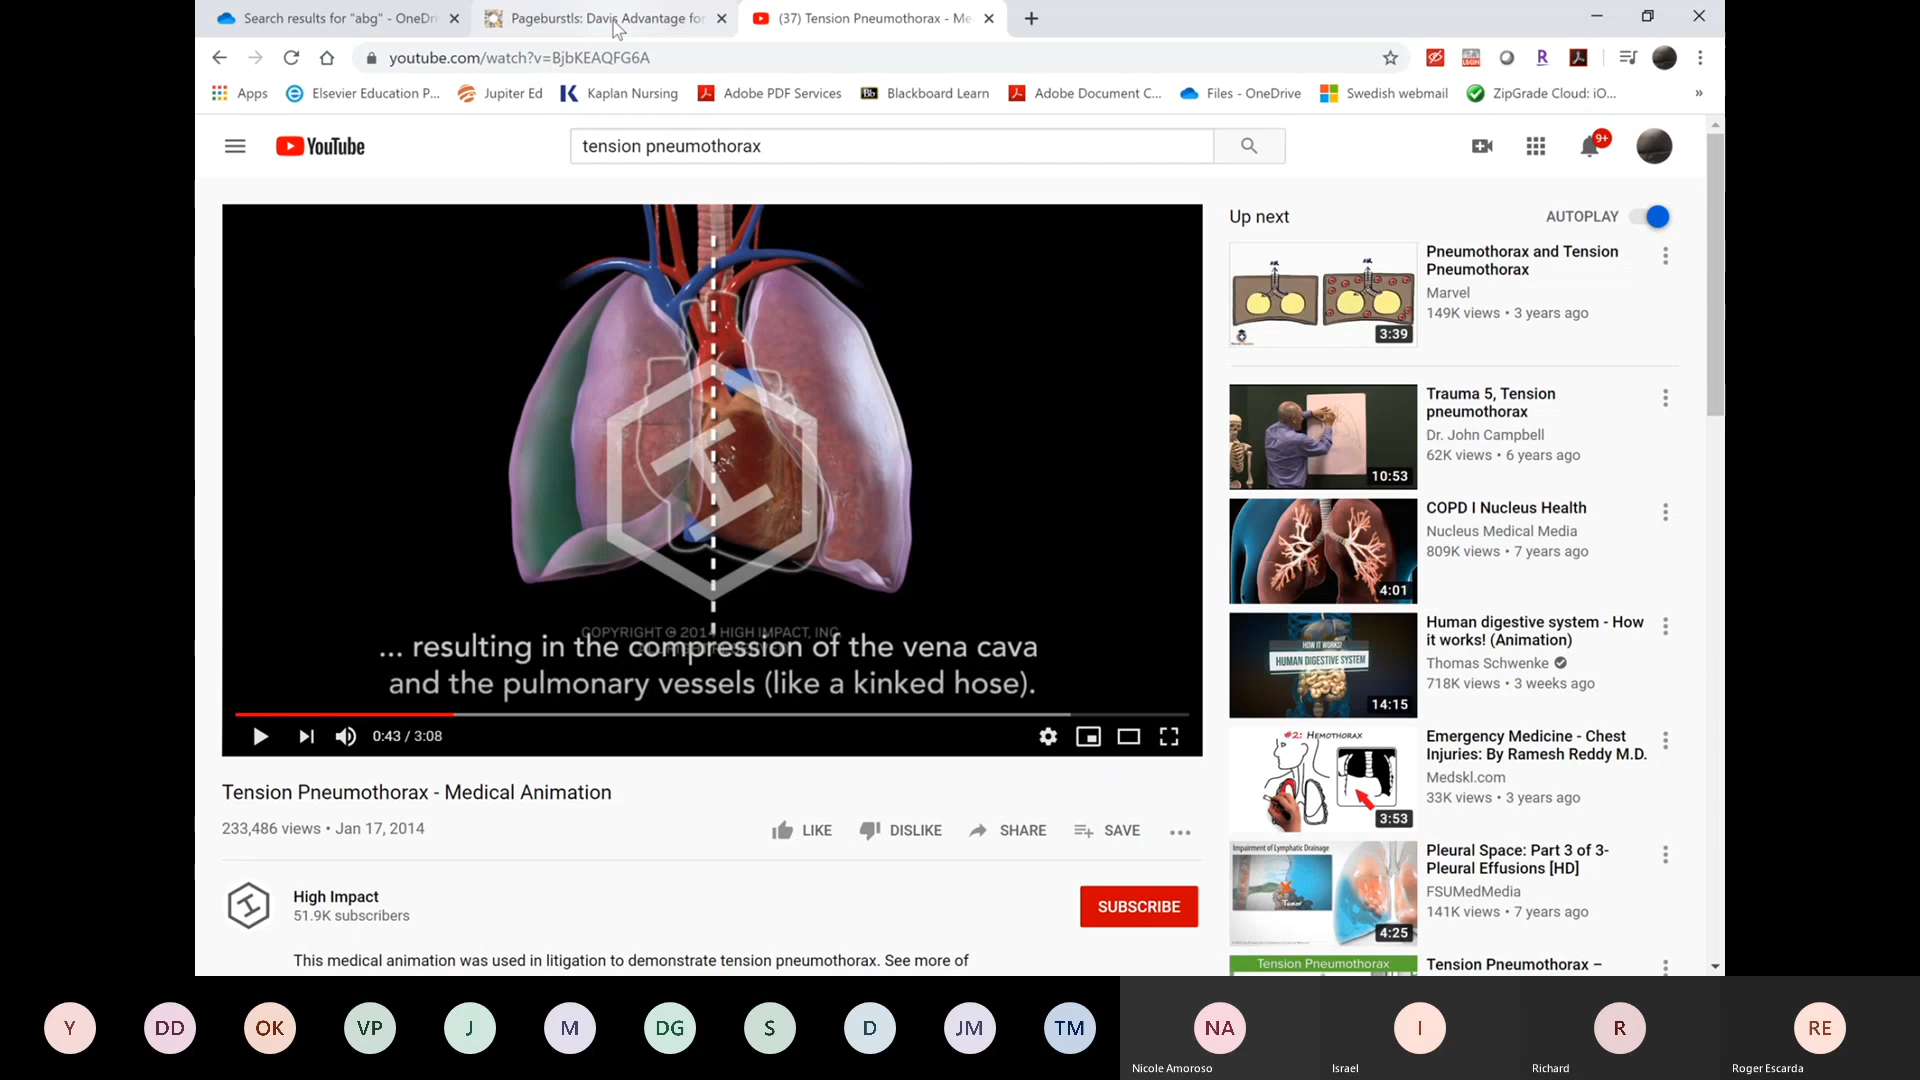 Search results for "abg" - OneDri
Pageburstls: Davis Advantage for
(37) Tension Pneumothorax - Me
youtube.com/watch?v=BjbKEAQFG6A
Apps
Elsevier Education P...
Jupiter Ed
Kaplan Nursing
Adobe PDF Services
Bb
Blackboard Learn
Adobe Document C...
Files - OneDrive
Swedish webmail
ZipGrade Cloud: iO...
»
YouTube
tension pneumothorax
9+
COPYRIGHT © 2014 HIGH IMPACT, INC.
... resulting in the compression of the vena cava
and the pulmonary vessels (like a kinked hose).
0:43 / 3:08
Tension Pneumothorax - Medical Animation
233,486 views • Jan 17, 2014
LIKE
DISLIKE
SHARE
SAVE
High Impact
51.9K subscribers
SUBSCRIBE
This medical animation was used in litigation to demonstrate tension pneumothorax. See more of
Up next
AUTOPLAY
3:39
Pneumothorax and Tension
Pneumothorax
Marvel
149K views • 3 years ago
10:53
Trauma 5, Tension
pneumothorax
Dr. John Campbell
62K views • 6 years ago
4:01
COPD I Nucleus Health
Nucleus Medical Media
809K views • 7 years ago
HOW IT WORKS!
HUMAN DIGESTIVE SYSTEM
14:15
Human digestive system - How
it works! (Animation)
Thomas Schwenke
718K views • 3 weeks ago
#2: HEMOTHORAX
3:53
Emergency Medicine - Chest
Injuries: By Ramesh Reddy M.D.
Medskl.com
33K views • 3 years ago
Impairment of Lymphatic Drainage
Tumor
4:25
Pleural Space: Part 3 of 3-
Pleural Effusions [HD]
FSUMedMedia
141K views • 7 years ago
Tension Pneumothorax
Tension Pneumothorax –
Y
DD
OK
VP
J
M
DG
S
D
JM
TM
NA
Nicole Amoroso
I
Israel
R
Richard
RE
Roger Escarda